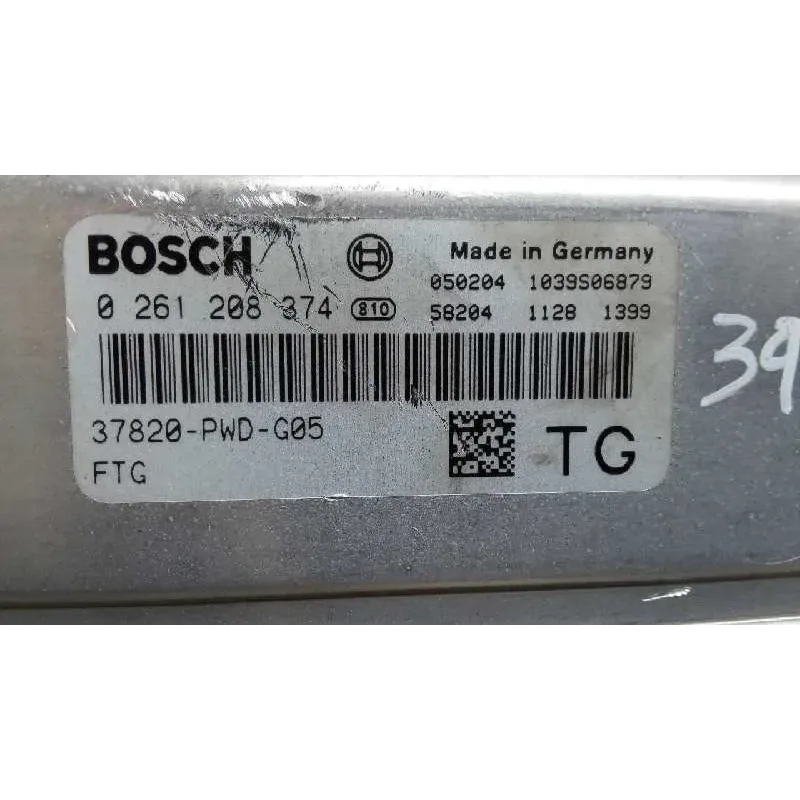 BOSCH Made in Germany
050204 1039S06879
0 261 208 374 810 58204 1128 1399
37820-PWD-G05
FTG
TG
39